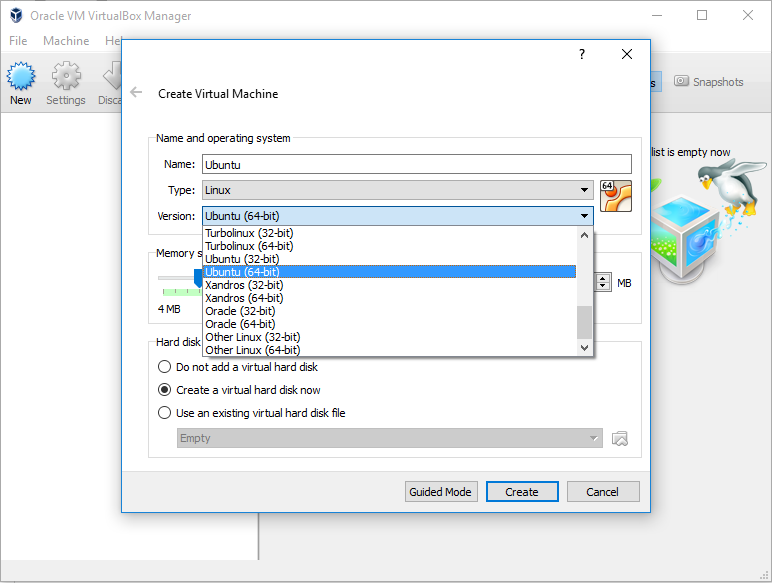 Oracle VM VirtualBox Manager
File Machine
New Settings
Snapshots
? 
Create Virtual Machine
list is empty now
Name and operating system
Name: Ubuntu
Type: Linux
64
Version: Ubuntu (64-bit)
Turbolinux (32-bit)
Turbolinux (64-bit)
Ubuntu (32-bit)
Ubuntu (64-bit)
Xandros (32-bit)
Xandros (64-bit)
Oracle (32-bit)
Oracle (64-bit)
Other Linux (32-bit)
Other Linux (64-bit)
Memory
MB
4 MB
Hard disk
Do not add a virtual hard disk
Create a virtual hard disk now
Use an existing virtual hard disk file
Empty
Guided Mode Create Cancel